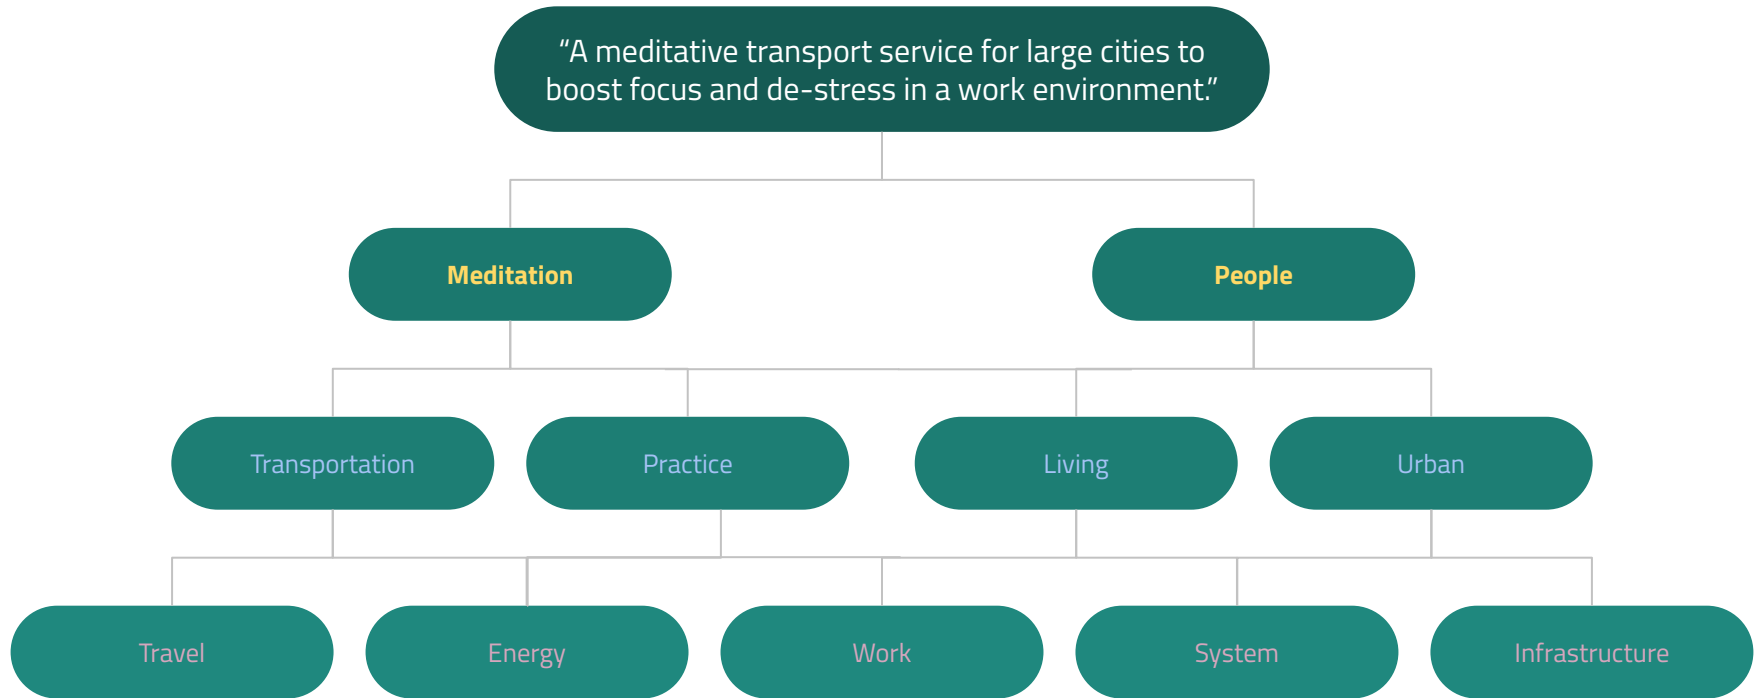 “A meditative transport service for large cities to
boost focus and de-stress in a work environment.”
Meditation
People
Transportation
Practice
Living
Urban
Travel
Energy
Work
System
Infrastructure